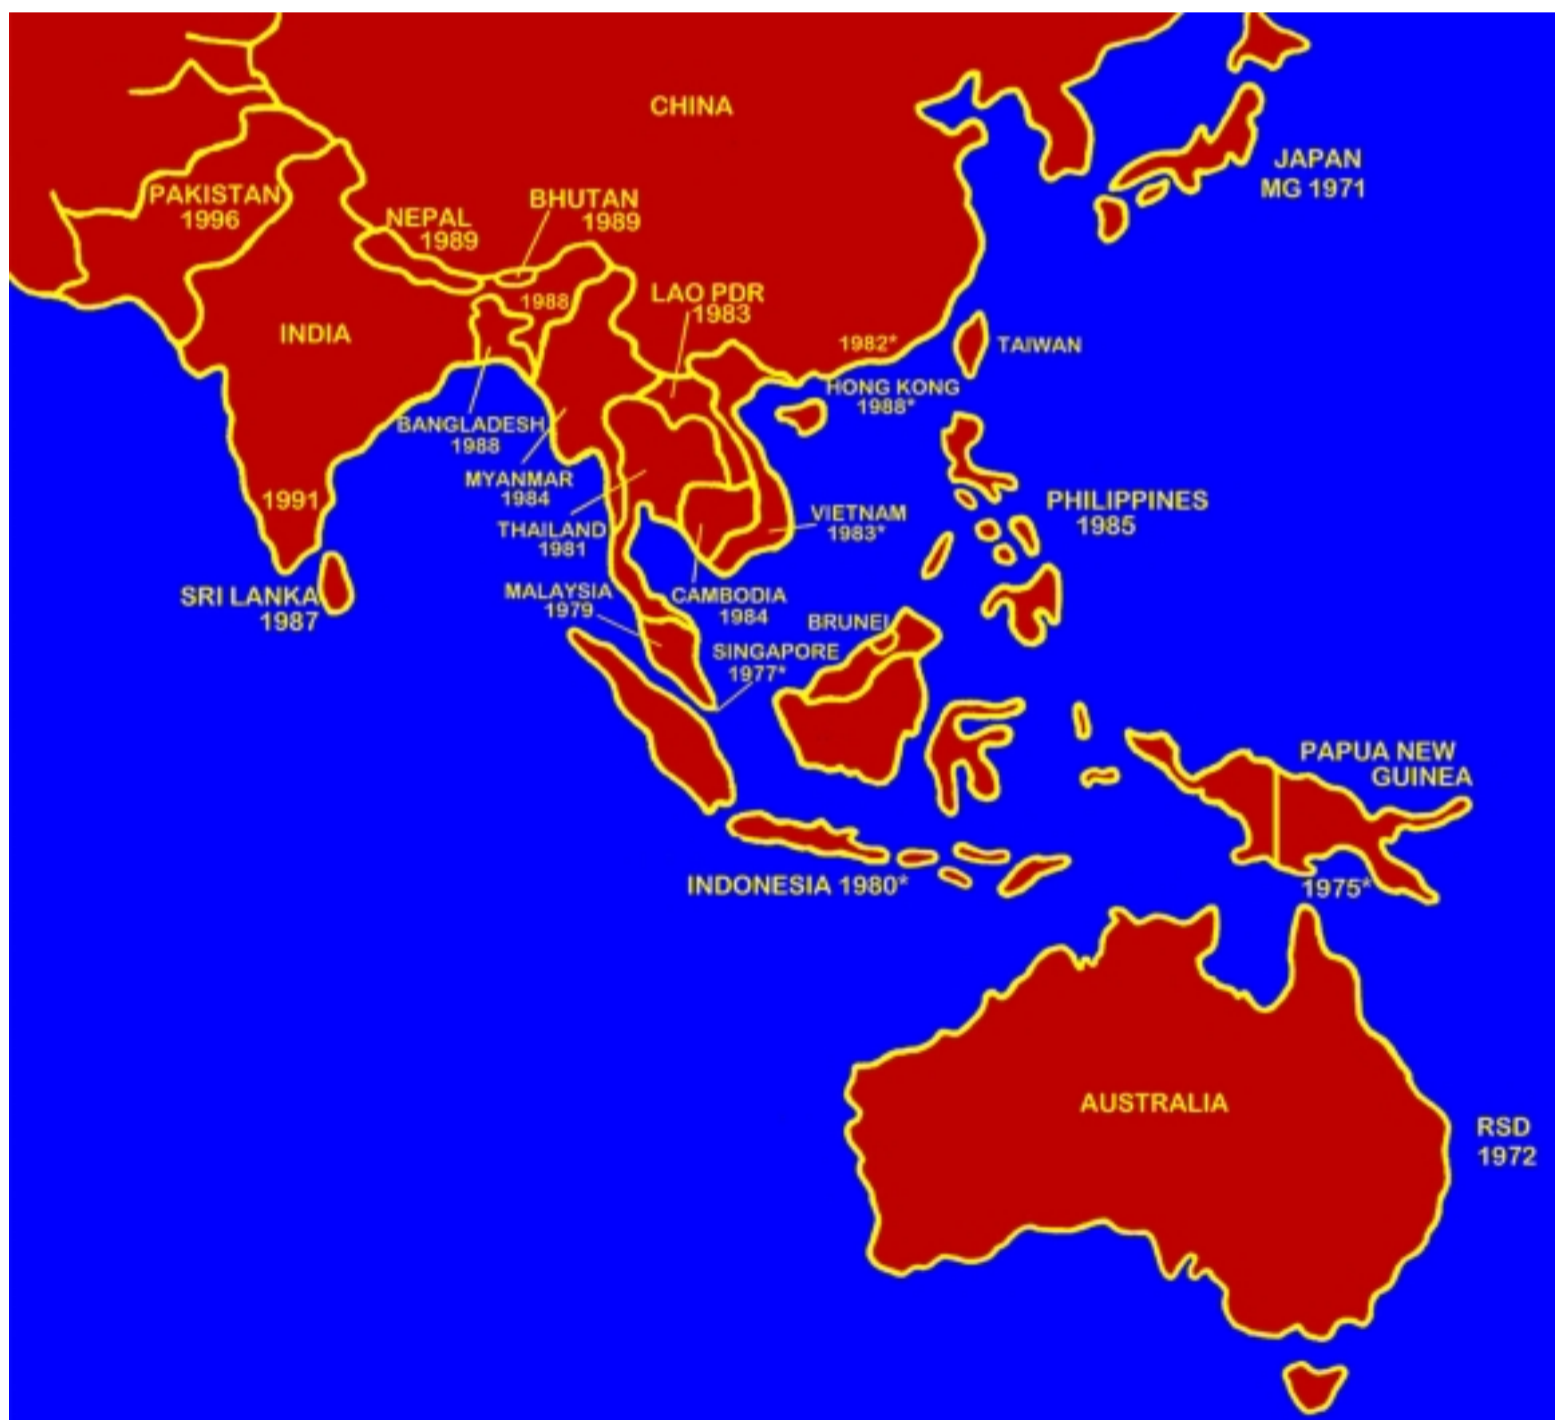 CHINA
JAPAN
MG 1971
PAKISTAN
1996
BHUTAN
1989
NEPAL
1989
LAO PDR
1983
1988
INDIA
1982*
TAIWAN
HONG KONG
1988*
BANGLADESH
1988
MYANMAR
1984
1991
PHILIPPINES
1985
VIETNAM
1983*
THAILAND
1981
SRI LANKA
1987
MALAYSIA
1979
CAMBODIA
1984
BRUNEI
SINGAPORE
1977*
PAPUA NEW
GUINEA
INDONESIA 1980*
1975*
AUSTRALIA
RSD
1972